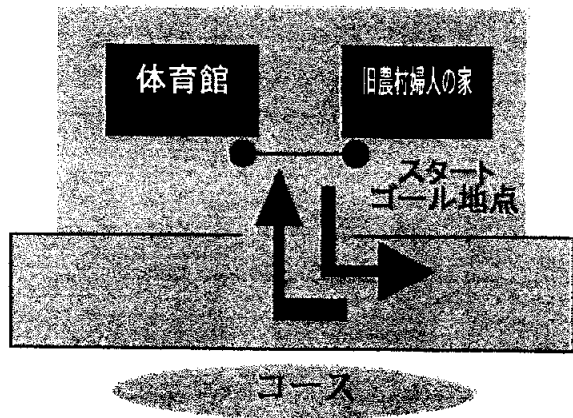 体育館
旧農村婦人の家
スタート
ゴール地点
コース